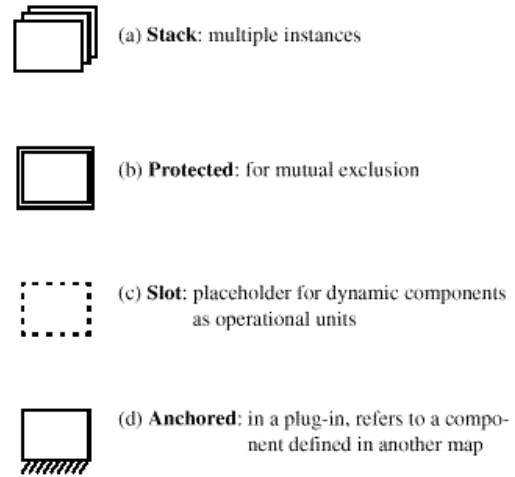 (a) Stack: multiple instances
(b) Protected: for mutual exclusion
(c) Slot: placeholder for dynamic components
as operational units
(d) Anchored: in a plug-in, refers to a compo-
nent defined in another map